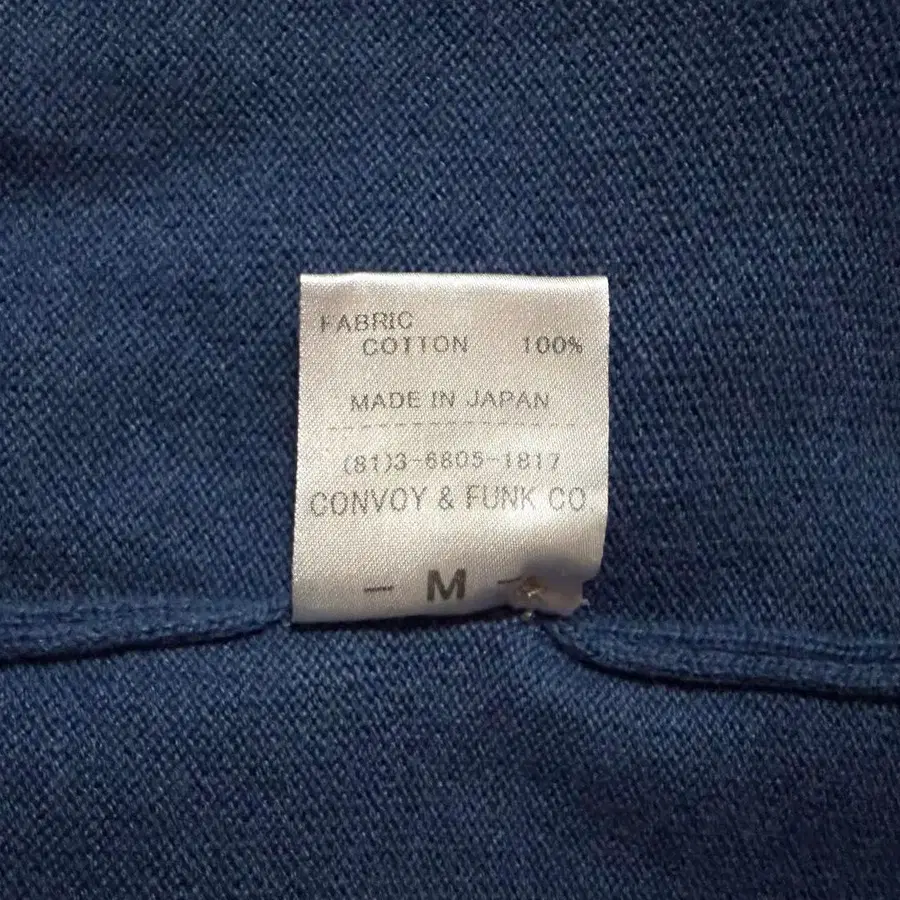 FABRIC
COTTON 100%
MADE IN JAPAN
(81)3-6805-1817
CONVOY & FUNK CO.
- M -